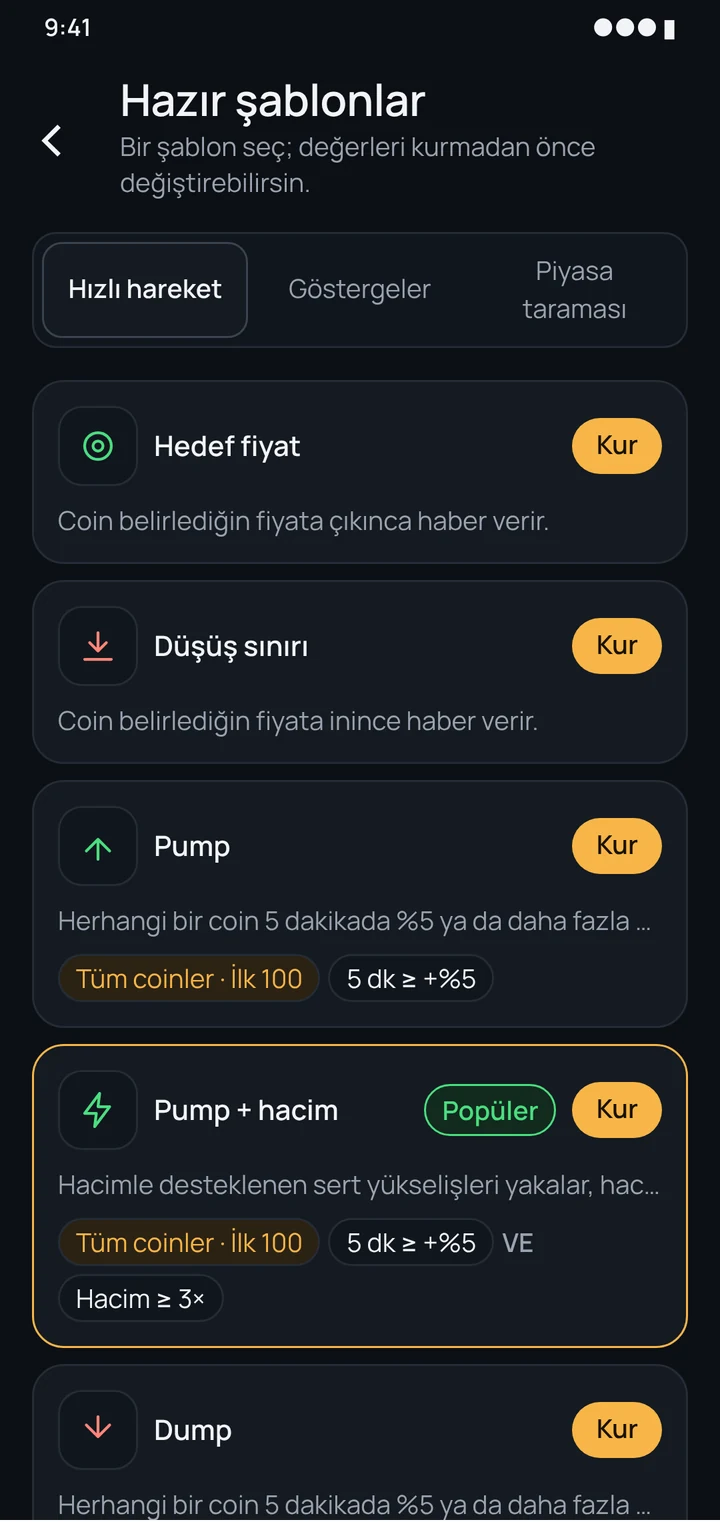 9:41
Hazır şablonlar
Bir şablon seç; değerleri kurmadan önce
değiştirebilirsin.
Hızlı hareket
Göstergeler
Piyasa
taraması
Hedef fiyat
Kur
Coin belirlediğin fiyata çıkınca haber verir.
Düşüş sınırı
Kur
Coin belirlediğin fiyata inince haber verir.
Pump
Kur
Herhangi bir coin 5 dakikada %5 ya da daha fazla ...
Tüm coinler · İlk 100
5 dk ≥ +%5
Pump + hacim
Popüler
Kur
Hacimle desteklenen sert yükselişleri yakalar, hac...
Tüm coinler · İlk 100
5 dk ≥ +%5 VE
Hacim ≥ 3×
Dump
Kur
Herhangi bir coin 5 dakikada %5 ya da daha fazla ...